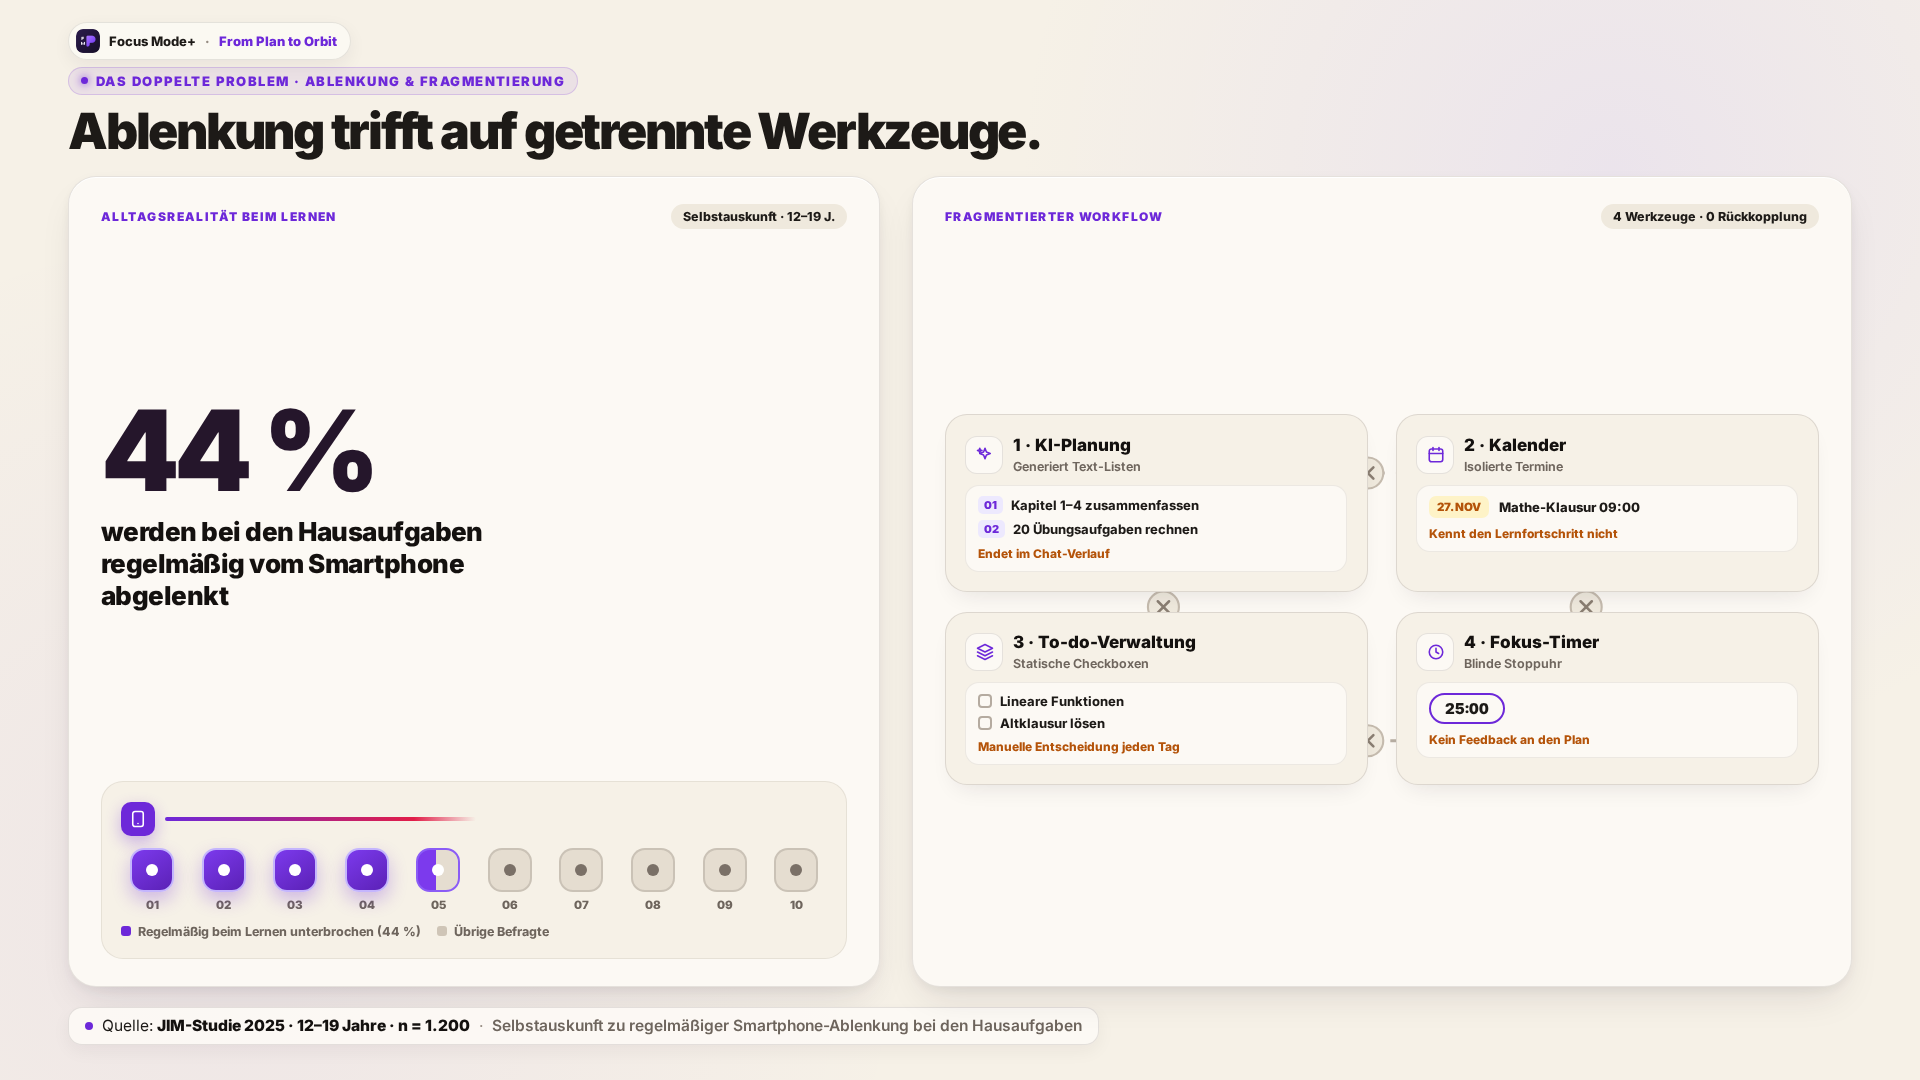 Focus Mode+ · From Plan to Orbit
DAS DOPPELTE PROBLEM · ABLENKUNG & FRAGMENTIERUNG
Ablenkung trifft auf getrennte Werkzeuge.
ALLTAGSREALITÄT BEIM LERNEN
Selbstauskunft · 12–19 J.
44 %
werden bei den Hausaufgaben
regelmäßig vom Smartphone
abgelenkt
01 02 03 04 05 06 07 08 09 10
Regelmäßig beim Lernen unterbrochen (44 %) Übrige Befragte
FRAGMENTIERTER WORKFLOW
4 Werkzeuge · 0 Rückkopplung
1 · KI-Planung
Generiert Text-Listen
01 Kapitel 1–4 zusammenfassen
02 20 Übungsaufgaben rechnen
Endet im Chat-Verlauf
2 · Kalender
Isolierte Termine
27. NOV Mathe-Klausur 09:00
Kennt den Lernfortschritt nicht
3 · To-do-Verwaltung
Statische Checkboxen
Lineare Funktionen
Altklausur lösen
Manuelle Entscheidung jeden Tag
4 · Fokus-Timer
Blinde Stoppuhr
25:00
Kein Feedback an den Plan
Quelle: JIM-Studie 2025 · 12–19 Jahre · n = 1.200 · Selbstauskunft zu regelmäßiger Smartphone-Ablenkung bei den Hausaufgaben